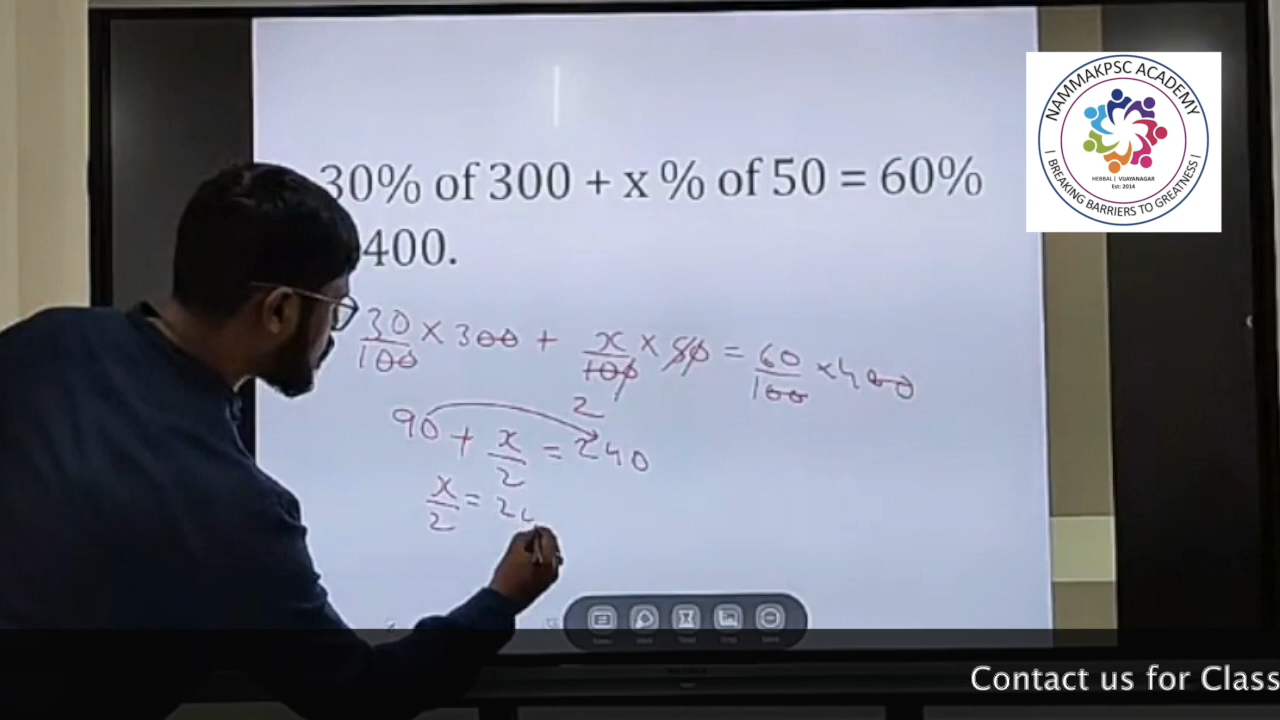 30% of 300 + x % of 50 = 60%
400.
30/100 × 300 + x/100 × 50 = 60/100 × 400
2
90 + x/2 = 240
x/2 = 24
NAMMAKPSC ACADEMY
HEBBAL | VIJAYANAGAR
Est: 2014
| BREAKING BARRIERS TO GREATNESS |
Contact us for Class